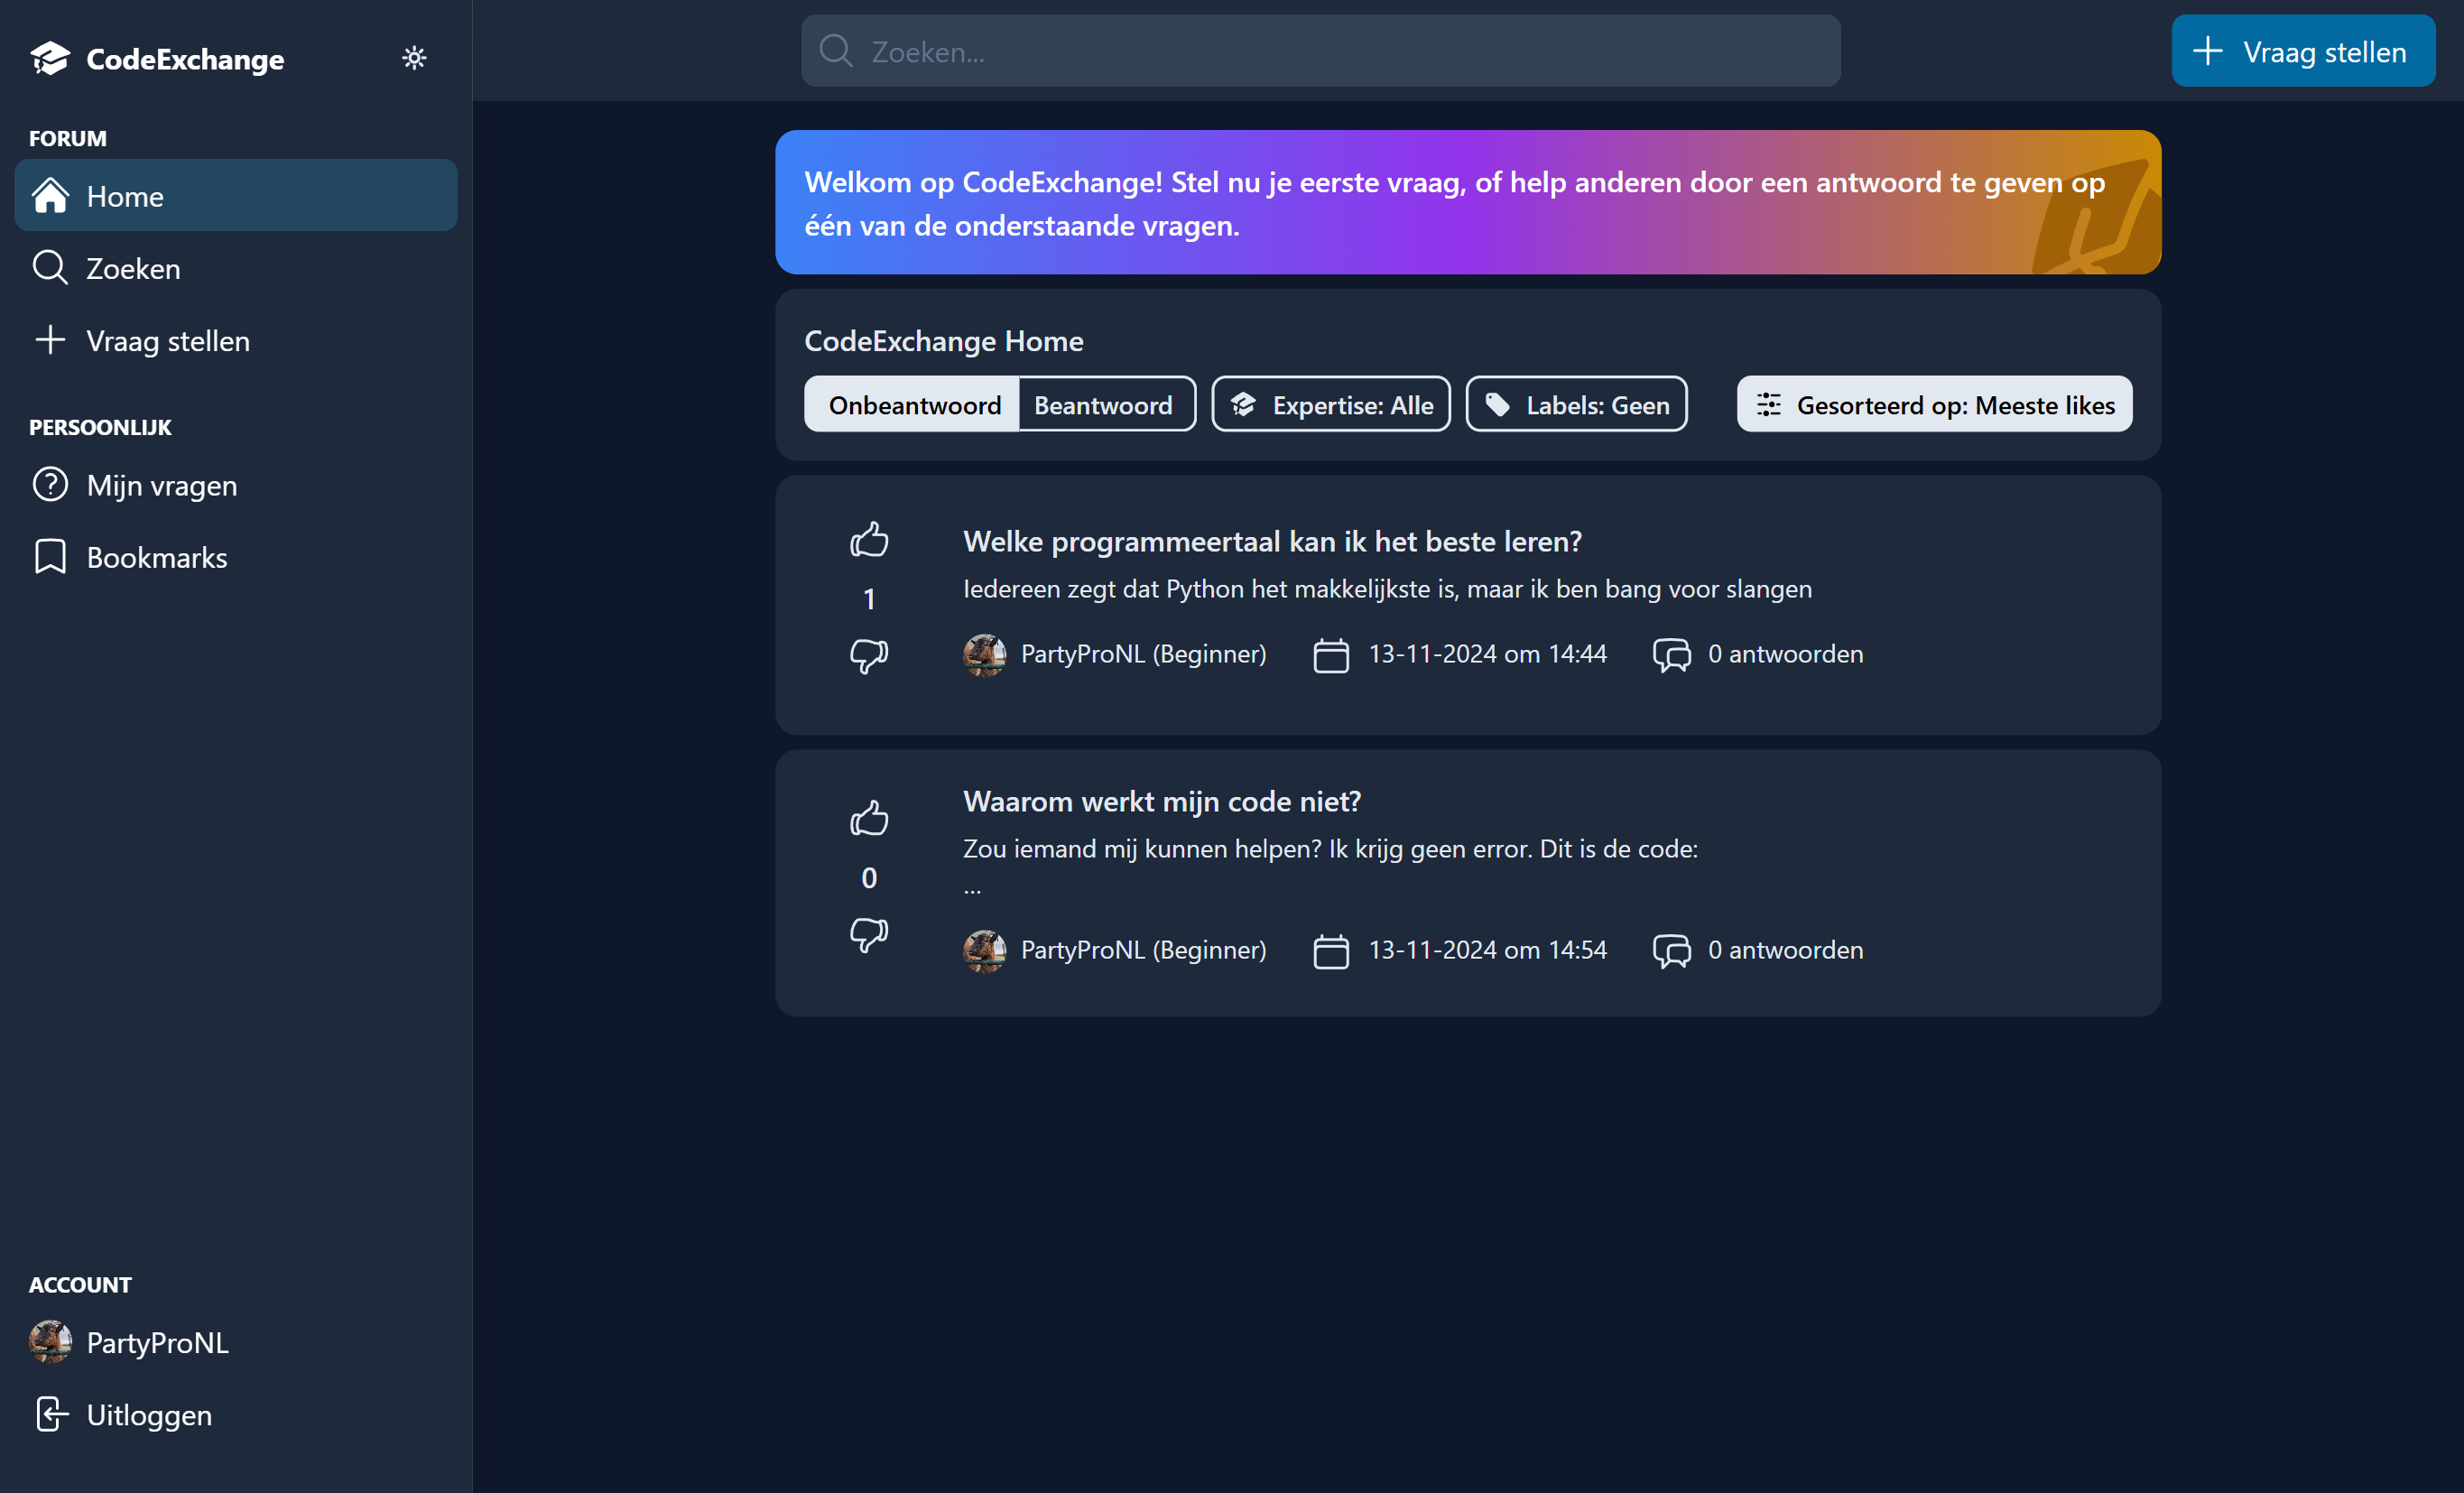 CodeExchange
FORUM
Home
Zoeken
Vraag stellen
PERSOONLIJK
Mijn vragen
Bookmarks
ACCOUNT
PartyProNL
Uitloggen
Zoeken...
Vraag stellen
Welkom op CodeExchange! Stel nu je eerste vraag, of help anderen door een antwoord te geven op
één van de onderstaande vragen.
CodeExchange Home
Onbeantwoord Beantwoord Expertise: Alle Labels: Geen Gesorteerd op: Meeste likes
Welke programmeertaal kan ik het beste leren?
Iedereen zegt dat Python het makkelijkste is, maar ik ben bang voor slangen
1
PartyProNL (Beginner) 13-11-2024 om 14:44 0 antwoorden
Waarom werkt mijn code niet?
Zou iemand mij kunnen helpen? Ik krijg geen error. Dit is de code:
...
0
PartyProNL (Beginner) 13-11-2024 om 14:54 0 antwoorden